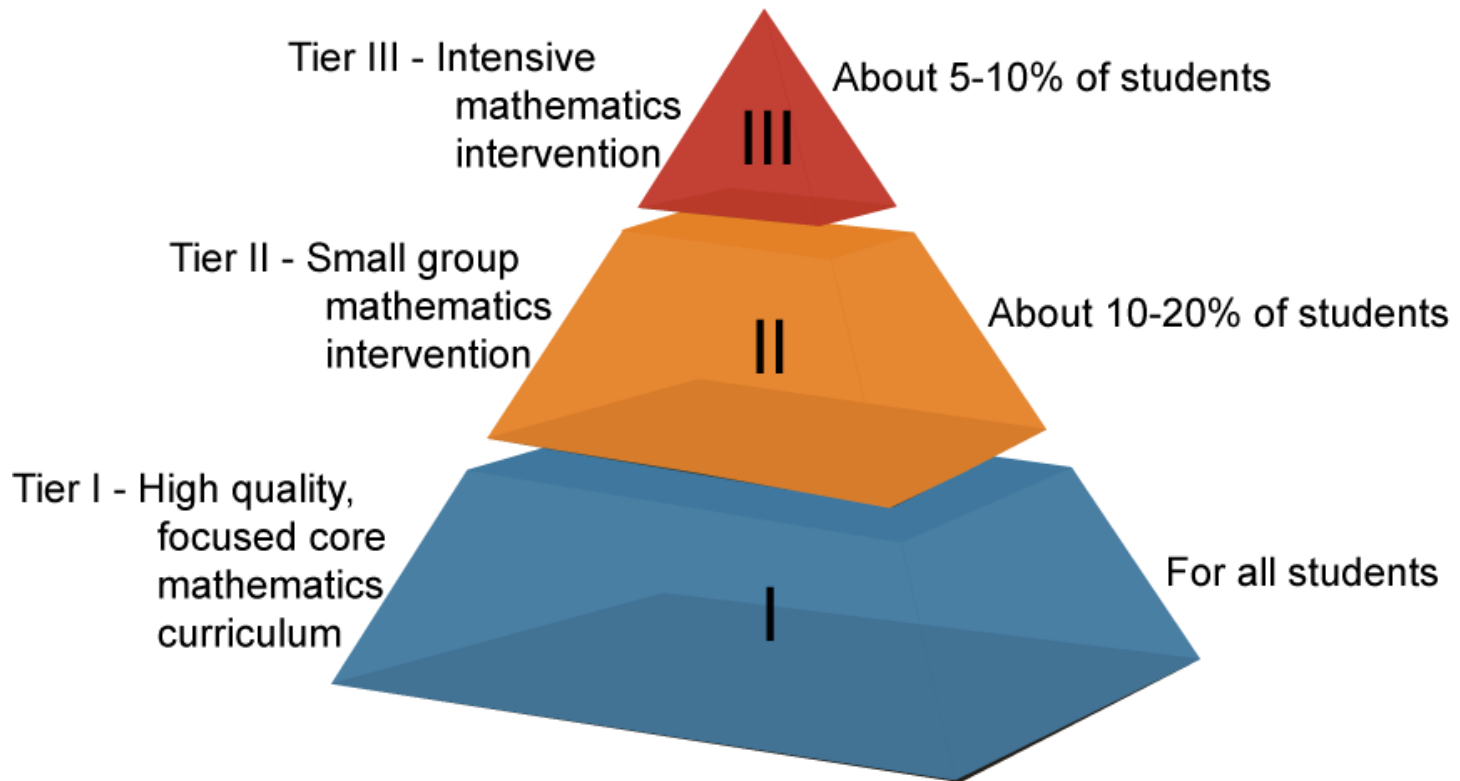 Tier III - Intensive
mathematics
intervention
About 5-10% of students
III
Tier II - Small group
mathematics
intervention
About 10-20% of students
II
Tier I - High quality,
focused core
mathematics
curriculum
For all students
I